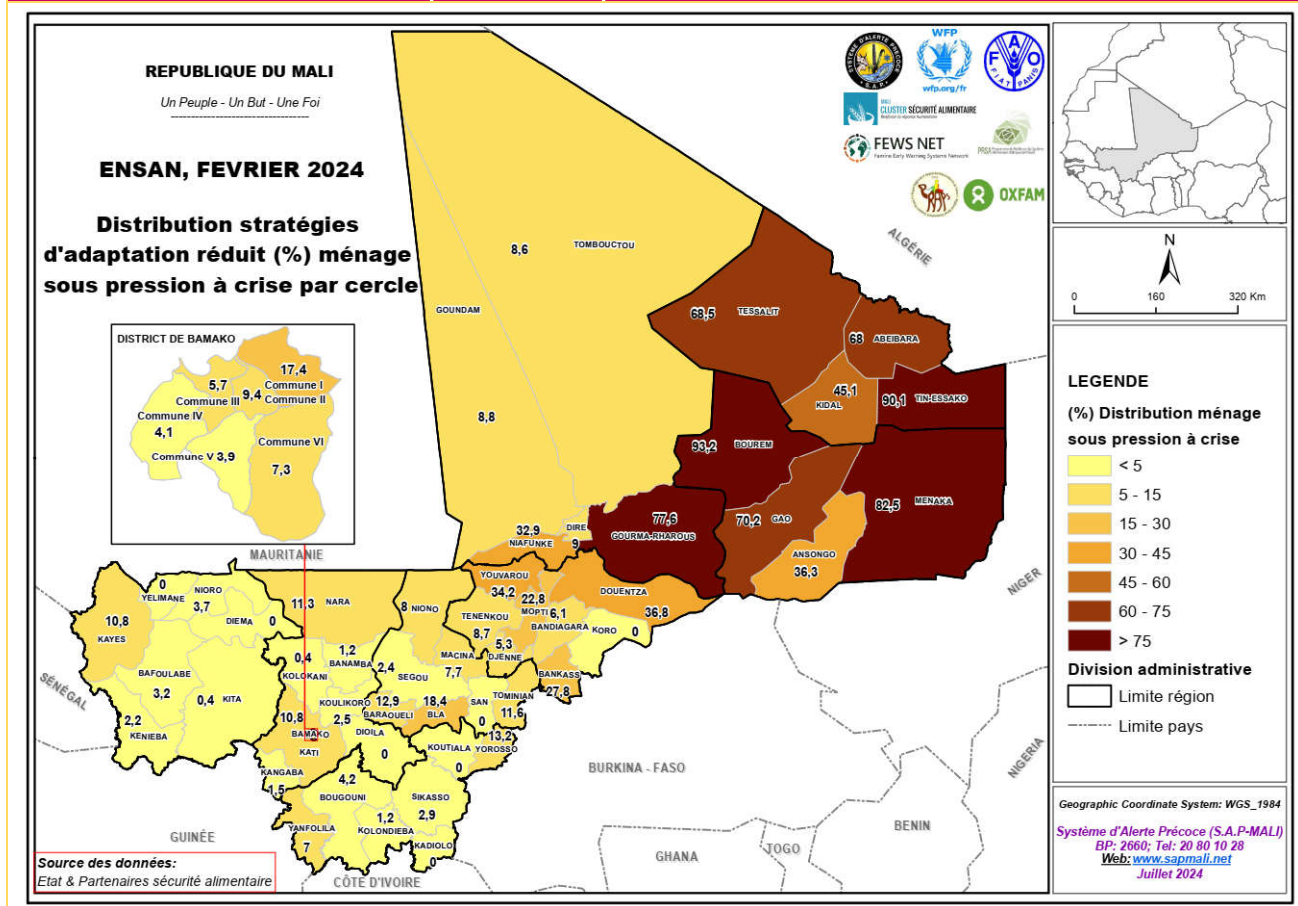 REPUBLIQUE DU MALI
Un Peuple - Un But - Une Foi
ENSAN, FEVRIER 2024
Distribution stratégies
d'adaptation réduit (%) ménage
sous pression à crise par cercle
SYSTÈME D'ALERTE PRÉCOCE
S.A.P.
WFP
wfp.org/fr
FAO
FIAT PANIS
MALI
CLUSTER SÉCURITÉ ALIMENTAIRE
FEWS NET
Famine Early Warning Systems Network
OXFAM
DISTRICT DE BAMAKO
17,4
Commune I
5,7
Commune III
9,4
Commune II
Commune IV
4,1
Commune V 3,9
Commune VI
7,3
ALGÉRIE
MAURITANIE
SÉNÉGAL
GUINÉE
CÔTE D'IVOIRE
BURKINA - FASO
GHANA
TOGO
BENIN
NIGERIA
NIGER
8,6
TOMBOUCTOU
GOUNDAM
8,8
68,5
TESSALIT
68
ABEIBARA
45,1
KIDAL
90,1
TIN-ESSAKO
93,2
BOUREM
82,5
MENAKA
70,2
GAO
ANSONGO
36,3
77,6
GOURMA-RHAROUS
DIRE
9
32,9
NIAFUNKE
YOUVAROU
34,2
22,8
MOPTI
DOUENTZA
36,8
TENENKOU
8,7
5,3
DJENNE
6,1
BANDIAGARA
KORO
0
BANKASS
27,8
0
YELIMANE
NIORO
3,7
DIEMA
0
10,8
KAYES
BAFOULABE
3,2
0,4
KITA
2,2
KENIEBA
11,3
NARA
8
NIONO
0,4
KOLOKANI
1,2
BANAMBA
2,4
SEGOU
MACINA
7,7
KOULIKORO
2,5
12,9
BARAOUELI
18,4
BLA
SAN
0
TOMINIAN
11,6
10,8
BAMAKO
KATI
DIOILA
0
KOUTIALA
0
13,2
YOROSSO
KANGABA
1,5
4,2
BOUGOUNI
SIKASSO
2,9
YANFOLILA
7
1,2
KOLONDIEBA
KADIOLO
0
Source des données:
Etat & Partenaires sécurité alimentaire
N
0 160 320 Km
LEGENDE
(%) Distribution ménage
sous pression à crise
< 5
5 - 15
15 - 30
30 - 45
45 - 60
60 - 75
> 75
Division administrative
Limite région
Limite pays
Geographic Coordinate System: WGS_1984
Système d'Alerte Précoce (S.A.P-MALI)
BP: 2660; Tel: 20 80 10 28
Web: www.sapmali.net
Juillet 2024